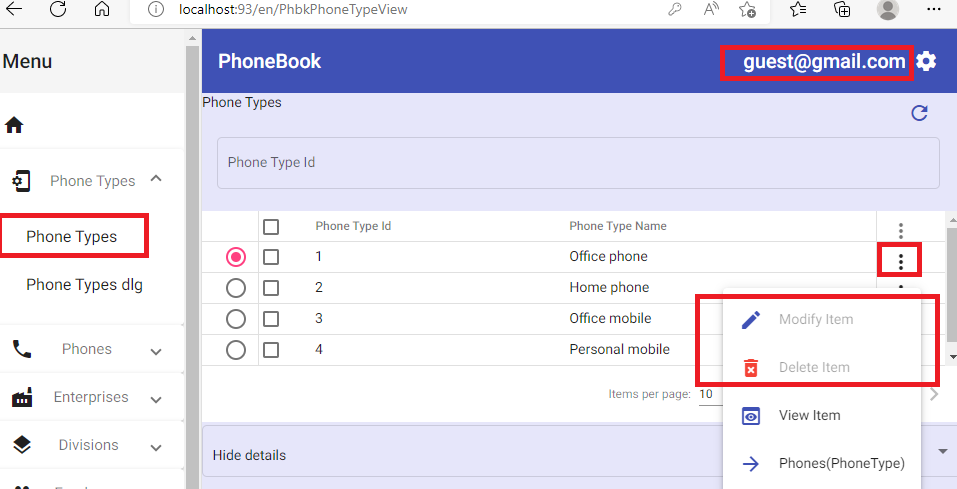 localhost:93/en/PhbkPhoneTypeView
Menu
PhoneBook
guest@gmail.com
Phone Types
Phone Type Id
Phone Types
Phone Types
Phone Types dlg
Phones
Enterprises
Divisions
Phone Type Id Phone Type Name
1 Office phone
2 Home phone
3 Office mobile
4 Personal mobile
Items per page: 10
Hide details
Modify Item
Delete Item
View Item
Phones(PhoneType)